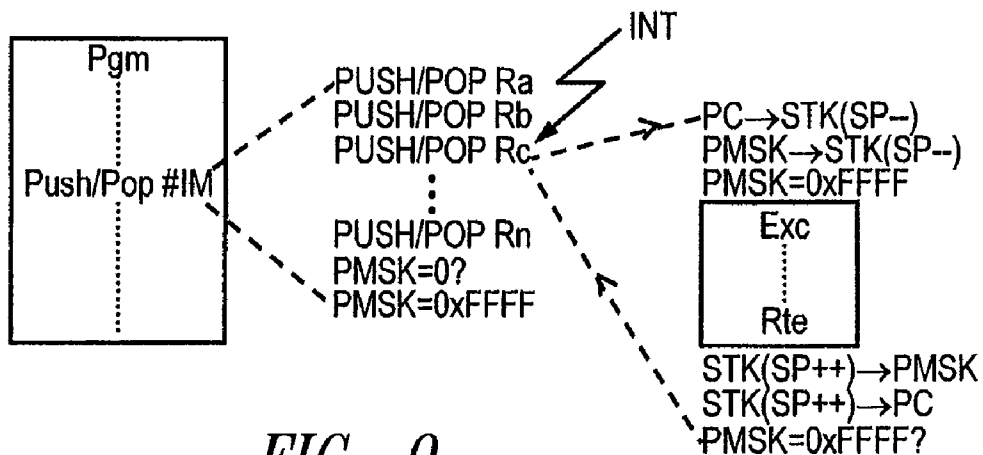 INT
Pgm
Push/Pop #IM
PUSH/POP Ra
PUSH/POP Rb
PUSH/POP Rc
PUSH/POP Rn
PMSK=0?
PMSK=0xFFFF
PC→STK(SP--)
PMSK→STK(SP--)
PMSK=0xFFFF
Exc
Rte
STK(SP++)→PMSK
STK(SP++)→PC
PMSK=0xFFFF?